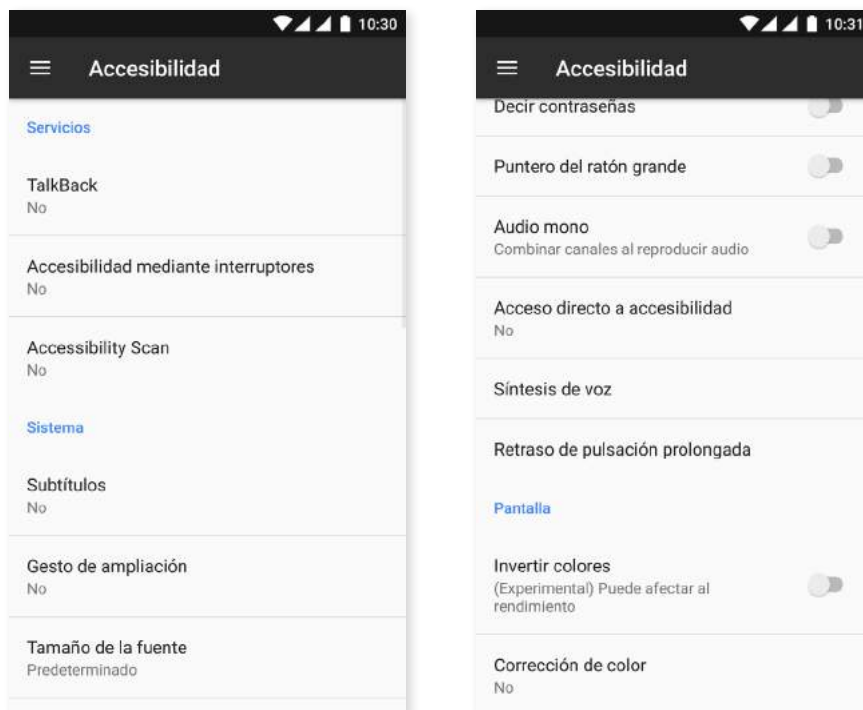 10:30
Accesibilidad
Servicios
TalkBack
No
Accesibilidad mediante interruptores
No
Accessibility Scan
No
Sistema
Subtítulos
No
Gesto de ampliación
No
Tamaño de la fuente
Predeterminado
10:31
Accesibilidad
Decir contraseñas
Puntero del ratón grande
Audio mono
Combinar canales al reproducir audio
Acceso directo a accesibilidad
No
Síntesis de voz
Retraso de pulsación prolongada
Pantalla
Invertir colores
(Experimental) Puede afectar al
rendimiento
Corrección de color
No